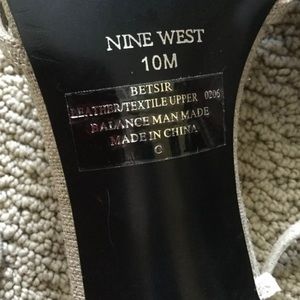 NINE WEST
10M
BETSIR
LEATHER/TEXTILE UPPER 0206
BALANCE MAN MADE
MADE IN CHINA
C